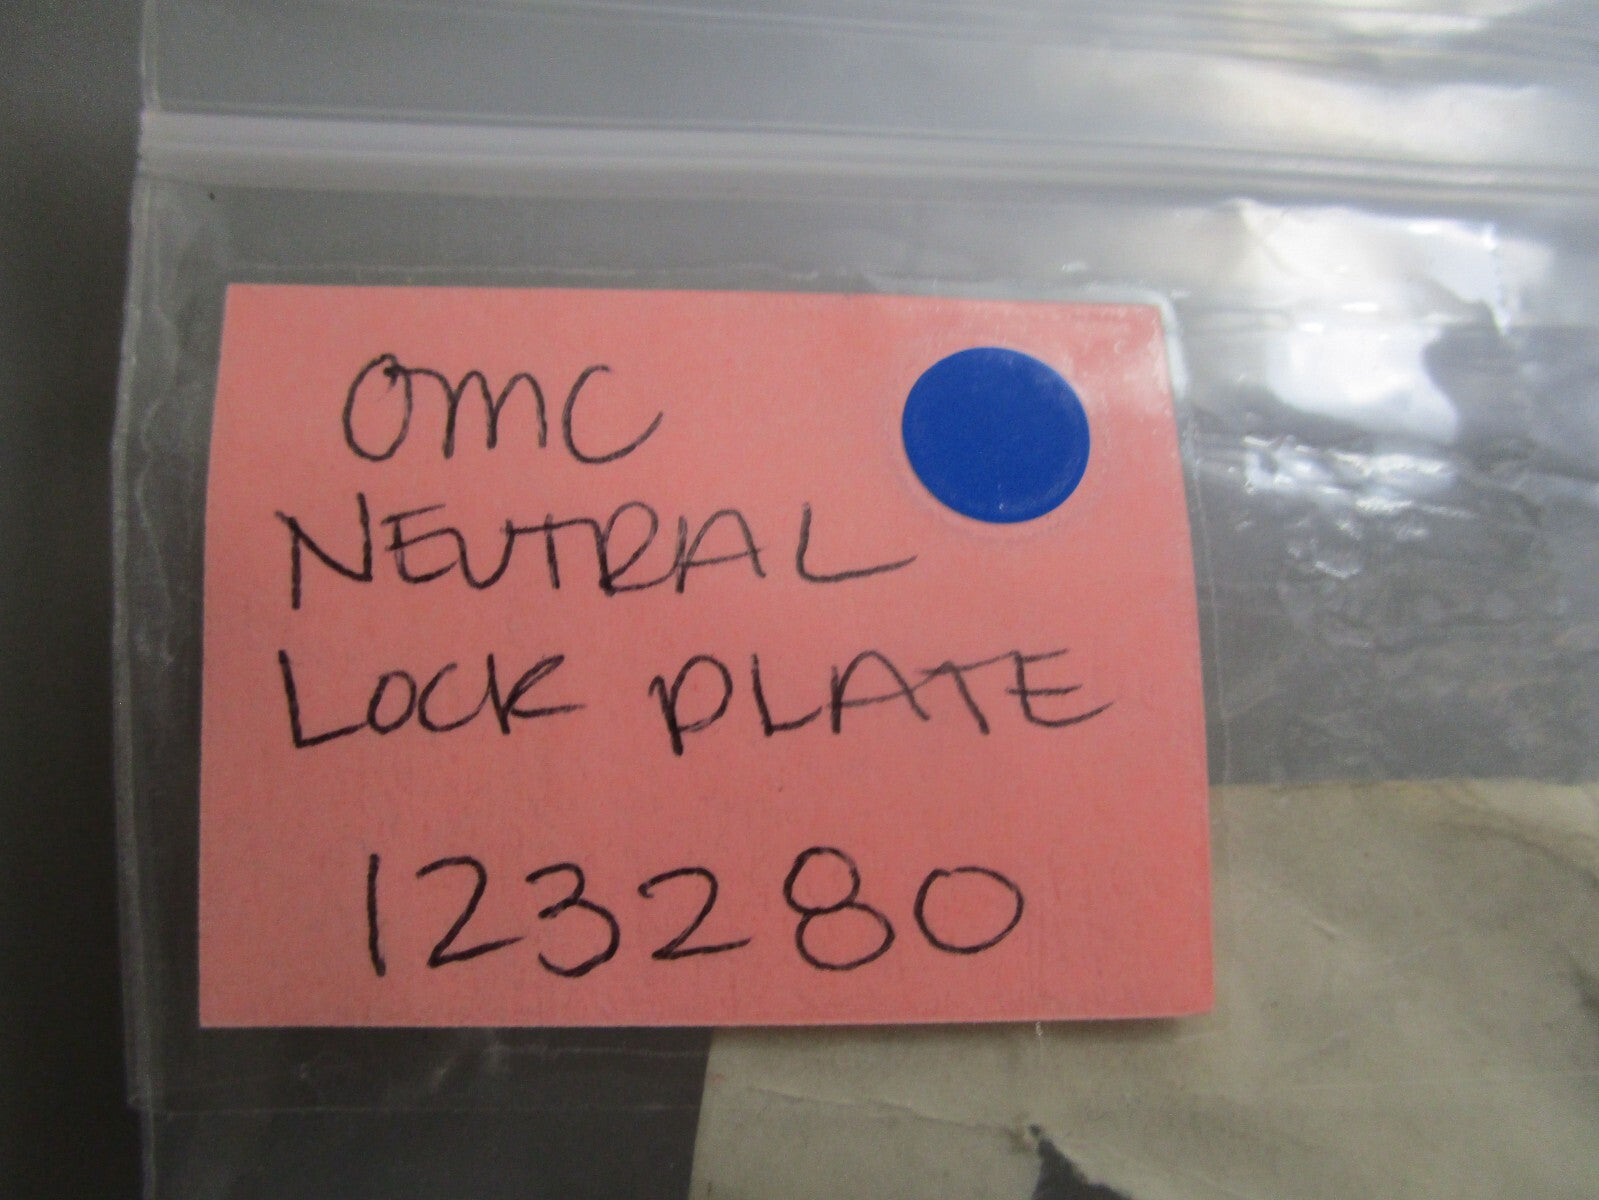 OMC
NEUTRAL
LOCK PLATE
123280